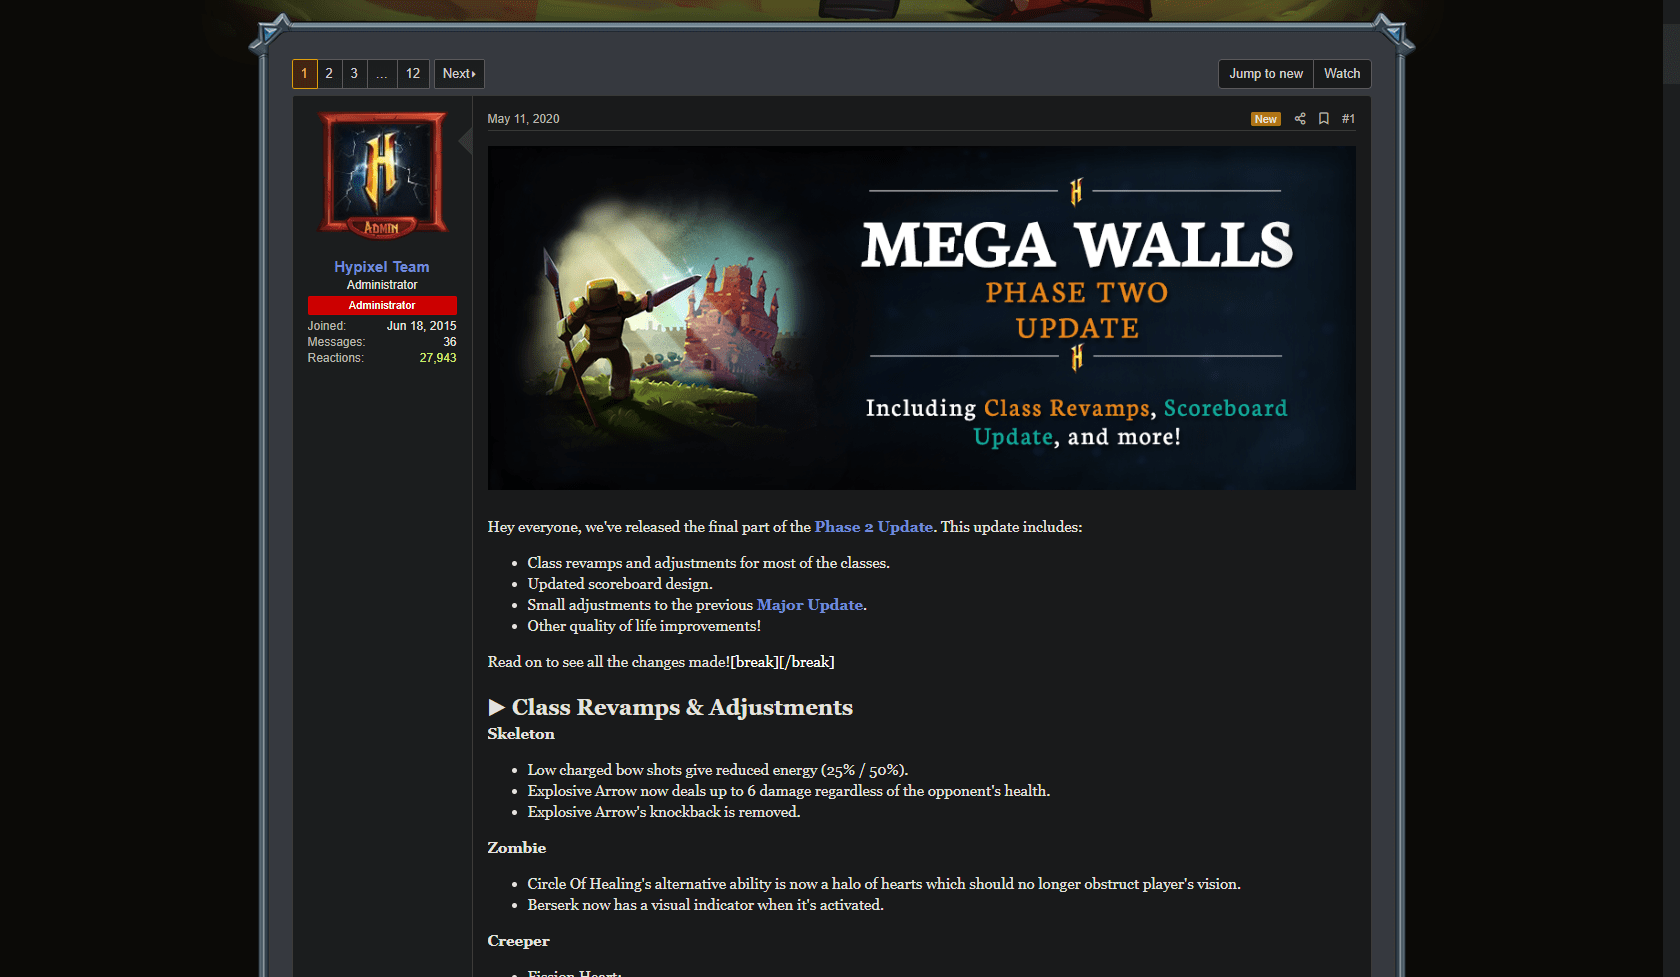 1 2 3 ... 12 Next
Jump to new Watch
ADMIN
Hypixel Team
Administrator
Administrator
Joined: Jun 18, 2015
Messages: 36
Reactions: 27,943
May 11, 2020
New #1
MEGA WALLS
PHASE TWO
UPDATE
Including Class Revamps, Scoreboard
Update, and more!
Hey everyone, we've released the final part of the Phase 2 Update. This update includes:
• Class revamps and adjustments for most of the classes.
• Updated scoreboard design.
• Small adjustments to the previous Major Update.
• Other quality of life improvements!
Read on to see all the changes made![break][/break]
► Class Revamps & Adjustments
Skeleton
• Low charged bow shots give reduced energy (25% / 50%).
• Explosive Arrow now deals up to 6 damage regardless of the opponent's health.
• Explosive Arrow's knockback is removed.
Zombie
• Circle Of Healing's alternative ability is now a halo of hearts which should no longer obstruct player's vision.
• Berserk now has a visual indicator when it's activated.
Creeper
• Fission Heart: